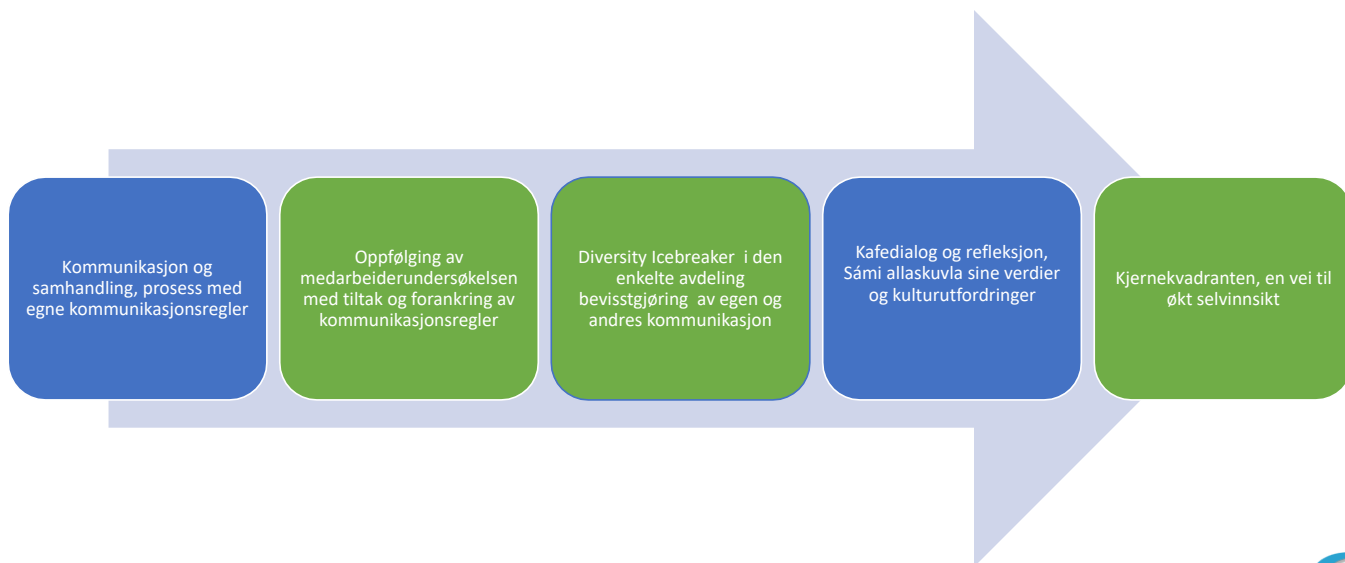 Kommunikasjon og
samhandling, prosess med
egne kommunikasjonsregler
Oppfølging av
medarbeiderundersøkelsen
med tiltak og forankring av
kommunikasjonsregler
Diversity Icebreaker  i den
enkelte avdeling
bevisstgjøring  av egen og
andres kommunikasjon
Kafedialog og refleksjon,
Sámi allaskuvla sine verdier
og kulturutfordringer
Kjernekvadranten, en vei til
økt selvinnsikt